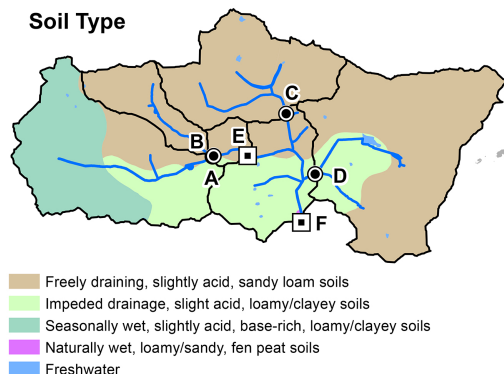 Soil Type
C
B
E
A
D
F
Freely draining, slightly acid, sandy loam soils
Impeded drainage, slight acid, loamy/clayey soils
Seasonally wet, slightly acid, base-rich, loamy/clayey soils
Naturally wet, loamy/sandy, fen peat soils
Freshwater